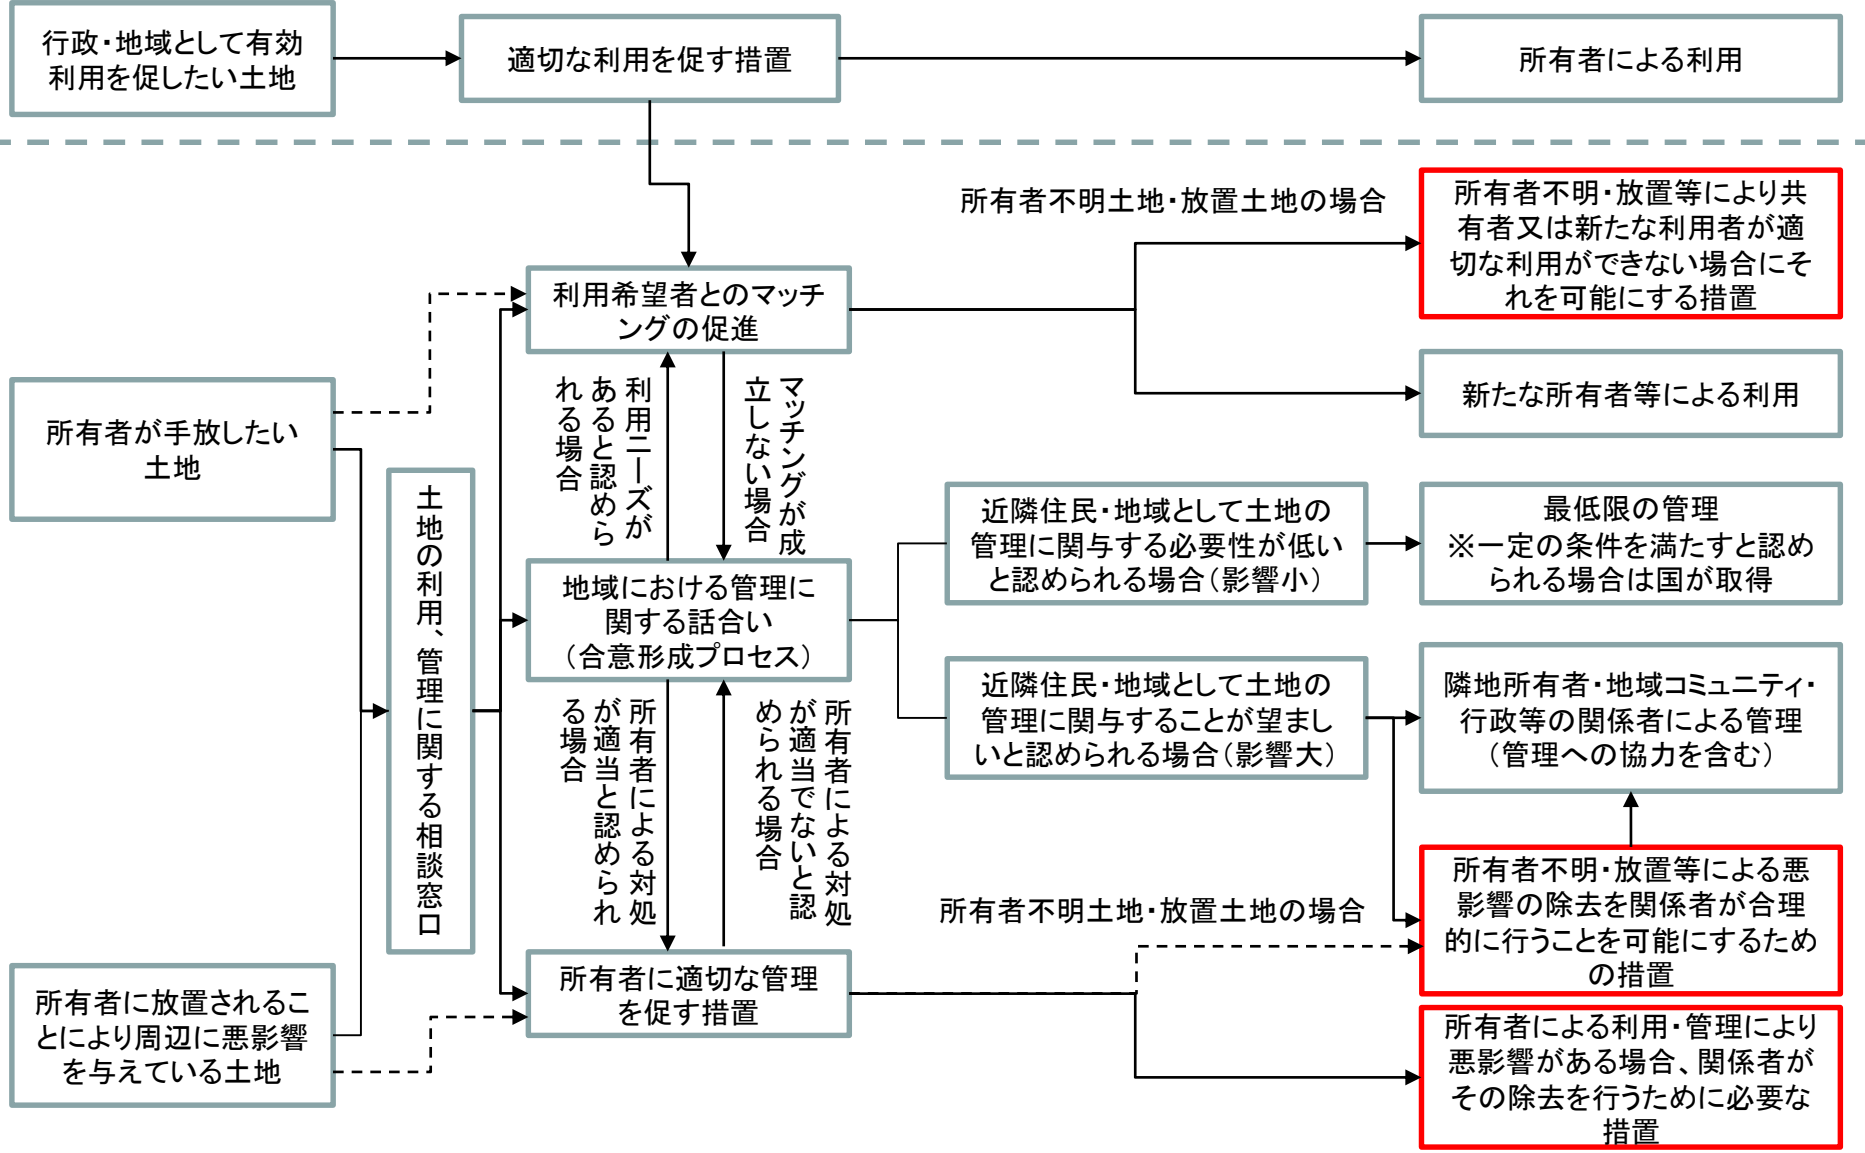 行政・地域として有効
利用を促したい土地
適切な利用を促す措置
所有者による利用
所有者不明土地・放置土地の場合
所有者不明・放置等により共
有者又は新たな利用者が適
切な利用ができない場合にそ
れを可能にする措置
利用希望者とのマッチ
ングの促進
新たな所有者等による利用
利用ニーズが
あると認めら
れる場合
マッチングが成
立しない場合
所有者が手放したい
土地
土地の利用、管理に関する相談窓口
近隣住民・地域として土地の
管理に関与する必要性が低い
と認められる場合（影響小）
最低限の管理
※一定の条件を満たすと認め
られる場合は国が取得
地域における管理に
関する話合い
（合意形成プロセス）
近隣住民・地域として土地の
管理に関与することが望まし
いと認められる場合（影響大）
隣地所有者・地域コミュニティ・
行政等の関係者による管理
（管理への協力を含む）
所有者による対処
が適当と認められ
る場合
所有者による対処
が適当でないと認
められる場合
所有者不明土地・放置土地の場合
所有者不明・放置等による悪
影響の除去を関係者が合理
的に行うことを可能にするため
の措置
所有者に適切な管理
を促す措置
所有者に放置されるこ
とにより周辺に悪影響
を与えている土地
所有者による利用・管理により
悪影響がある場合、関係者が
その除去を行うために必要な
措置